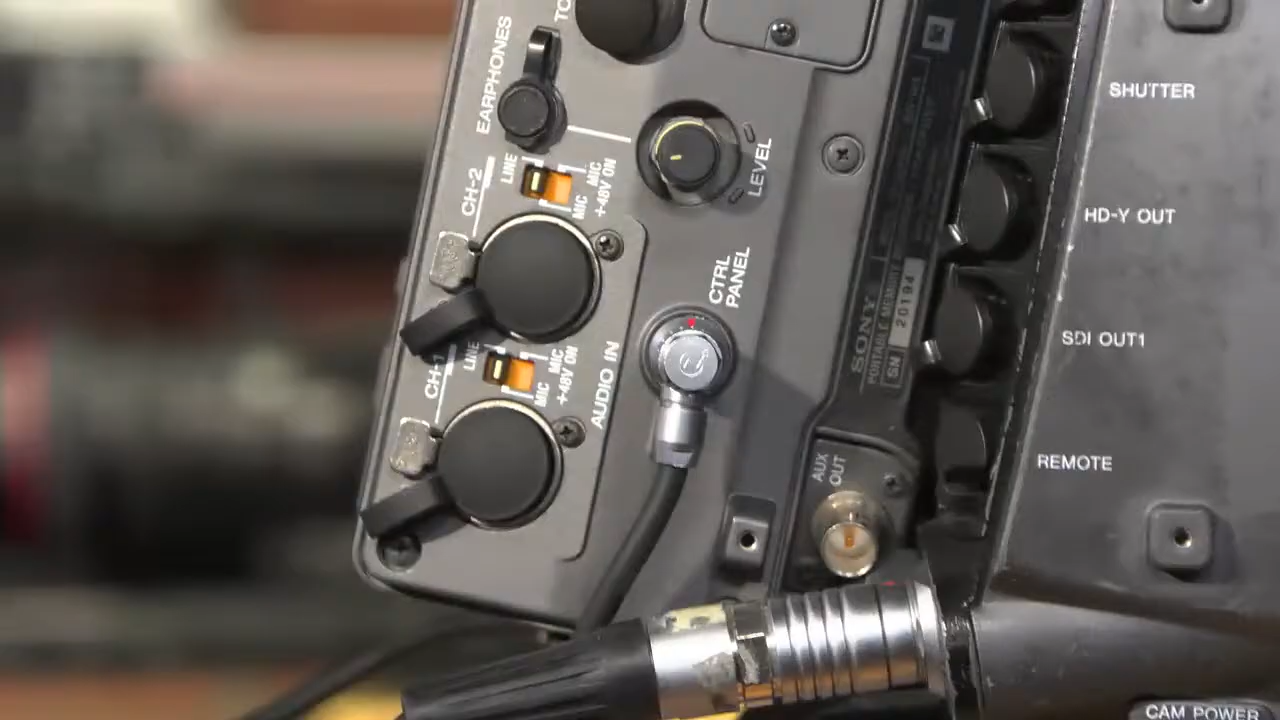 TO
EARPHONES
LINE
MIC
MIC
+48V ON
CH-2
LEVEL
CTRL
PANEL
LINE
MIC
MIC
+48V ON
CH-1
AUDIO IN
SONY
SN 20194
AUX
OUT
SHUTTER
HD-Y OUT
SDI OUT1
REMOTE
CAM POWER